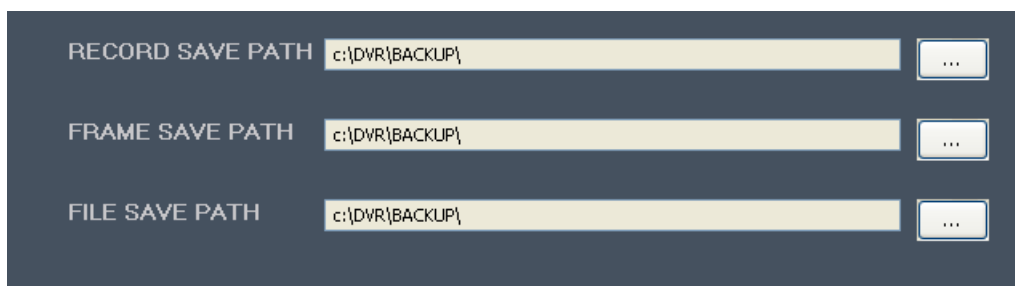 RECORD SAVE PATH c:\DVR\BACKUP\ ...
FRAME SAVE PATH c:\DVR\BACKUP\ ...
FILE SAVE PATH c:\DVR\BACKUP\ ...